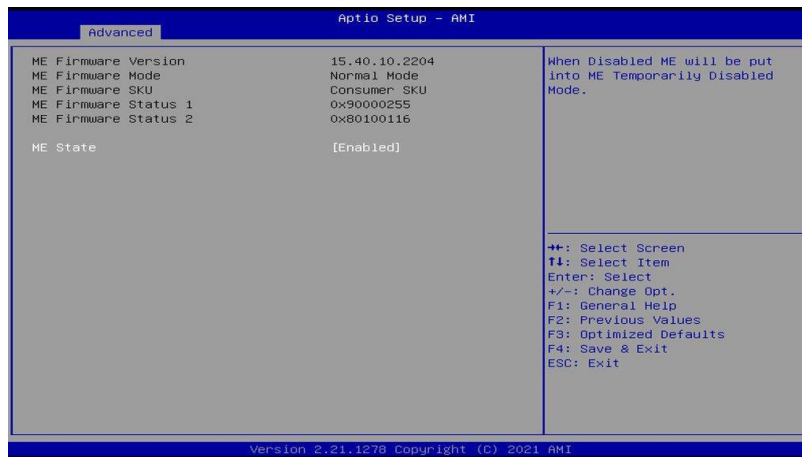 Aptio Setup – AMI
Advanced
ME Firmware Version 15.40.10.2204
ME Firmware Mode Normal Mode
ME Firmware SKU Consumer SKU
ME Firmware Status 1 0x90000255
ME Firmware Status 2 0x80100116
ME State [Enabled]
When Disabled ME will be put
into ME Temporarily Disabled
Mode.
→←: Select Screen
↑↓: Select Item
Enter: Select
+/-: Change Opt.
F1: General Help
F2: Previous Values
F3: Optimized Defaults
F4: Save & Exit
ESC: Exit
Version 2.21.1278 Copyright (C) 2021 AMI